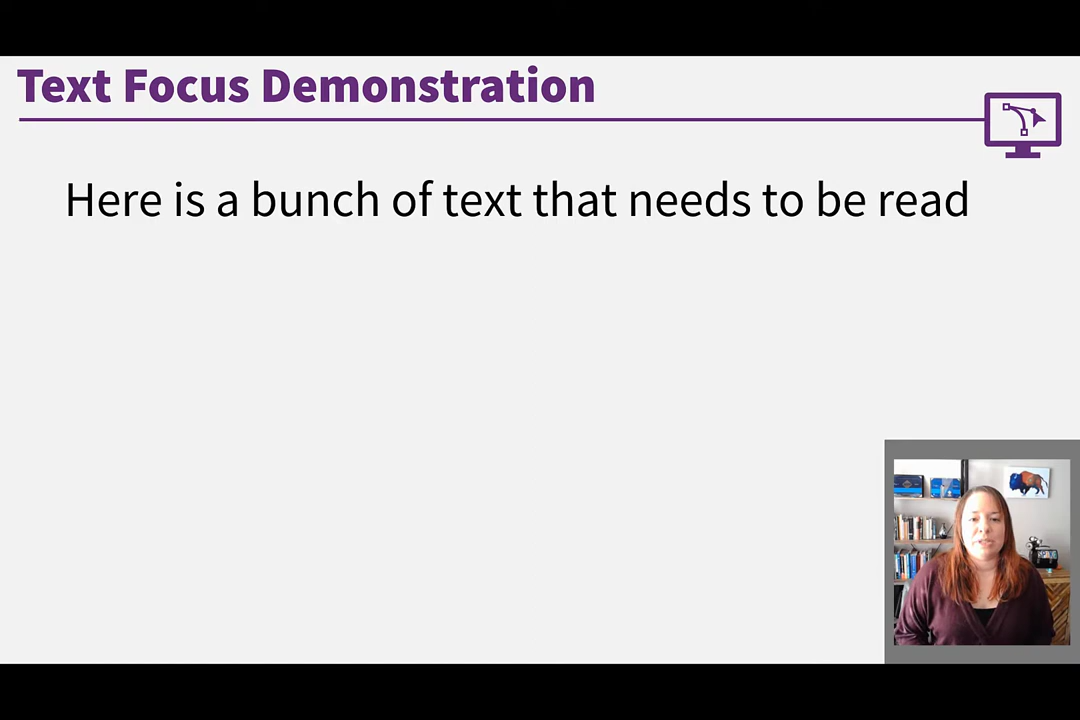 Text Focus Demonstration
Here is a bunch of text that needs to be read